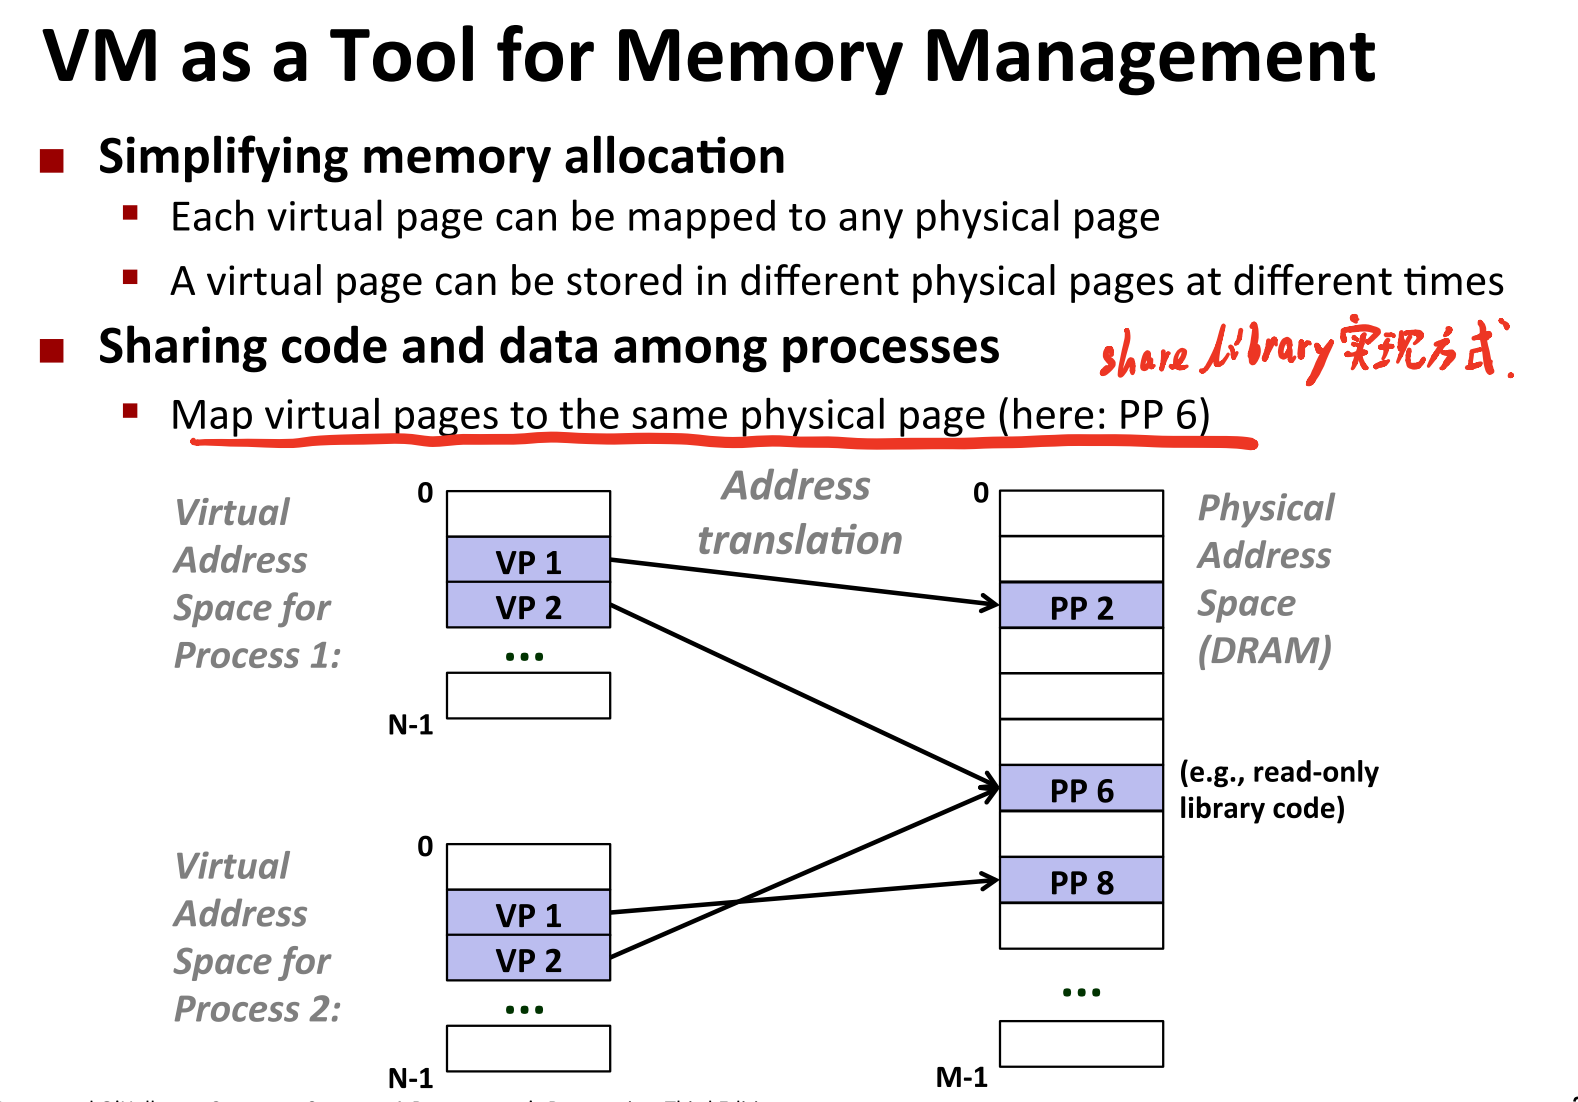 VM as a Tool for Memory Management
Simplifying memory allocation
Each virtual page can be mapped to any physical page
A virtual page can be stored in different physical pages at different times
Sharing code and data among processes
share library 实现方式.
Map virtual pages to the same physical page (here: PP 6)
Virtual
Address
Space for
Process 1:
0
VP 1
VP 2
...
N-1
Address
translation
0
PP 2
PP 6
PP 8
...
M-1
Physical
Address
Space
(DRAM)
(e.g., read-only
library code)
Virtual
Address
Space for
Process 2:
0
VP 1
VP 2
...
N-1